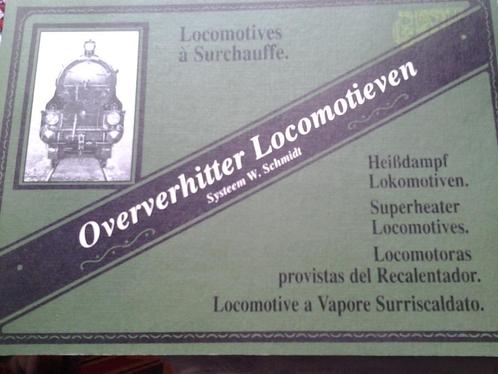 Locomotives
à Surchauffe.
Oververhitter Locomotieven
Systeem W. Schmidt
Heißdampf
Lokomotiven.
Superheater
Locomotives.
Locomotoras
provistas del Recalentador.
Locomotive a Vapore Surriscaldato.